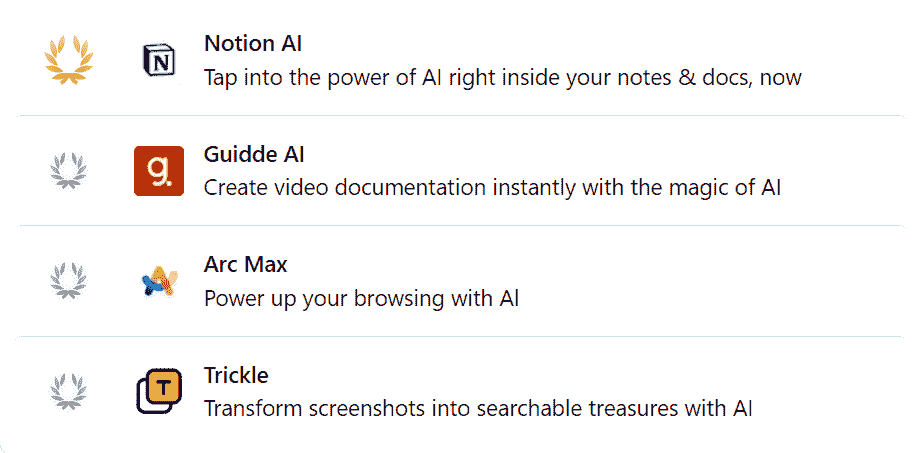 Notion AI
N
Tap into the power of AI right inside your notes & docs, now
Guidde AI
g.
Create video documentation instantly with the magic of AI
Arc Max
Power up your browsing with AI
Trickle
T
Transform screenshots into searchable treasures with AI